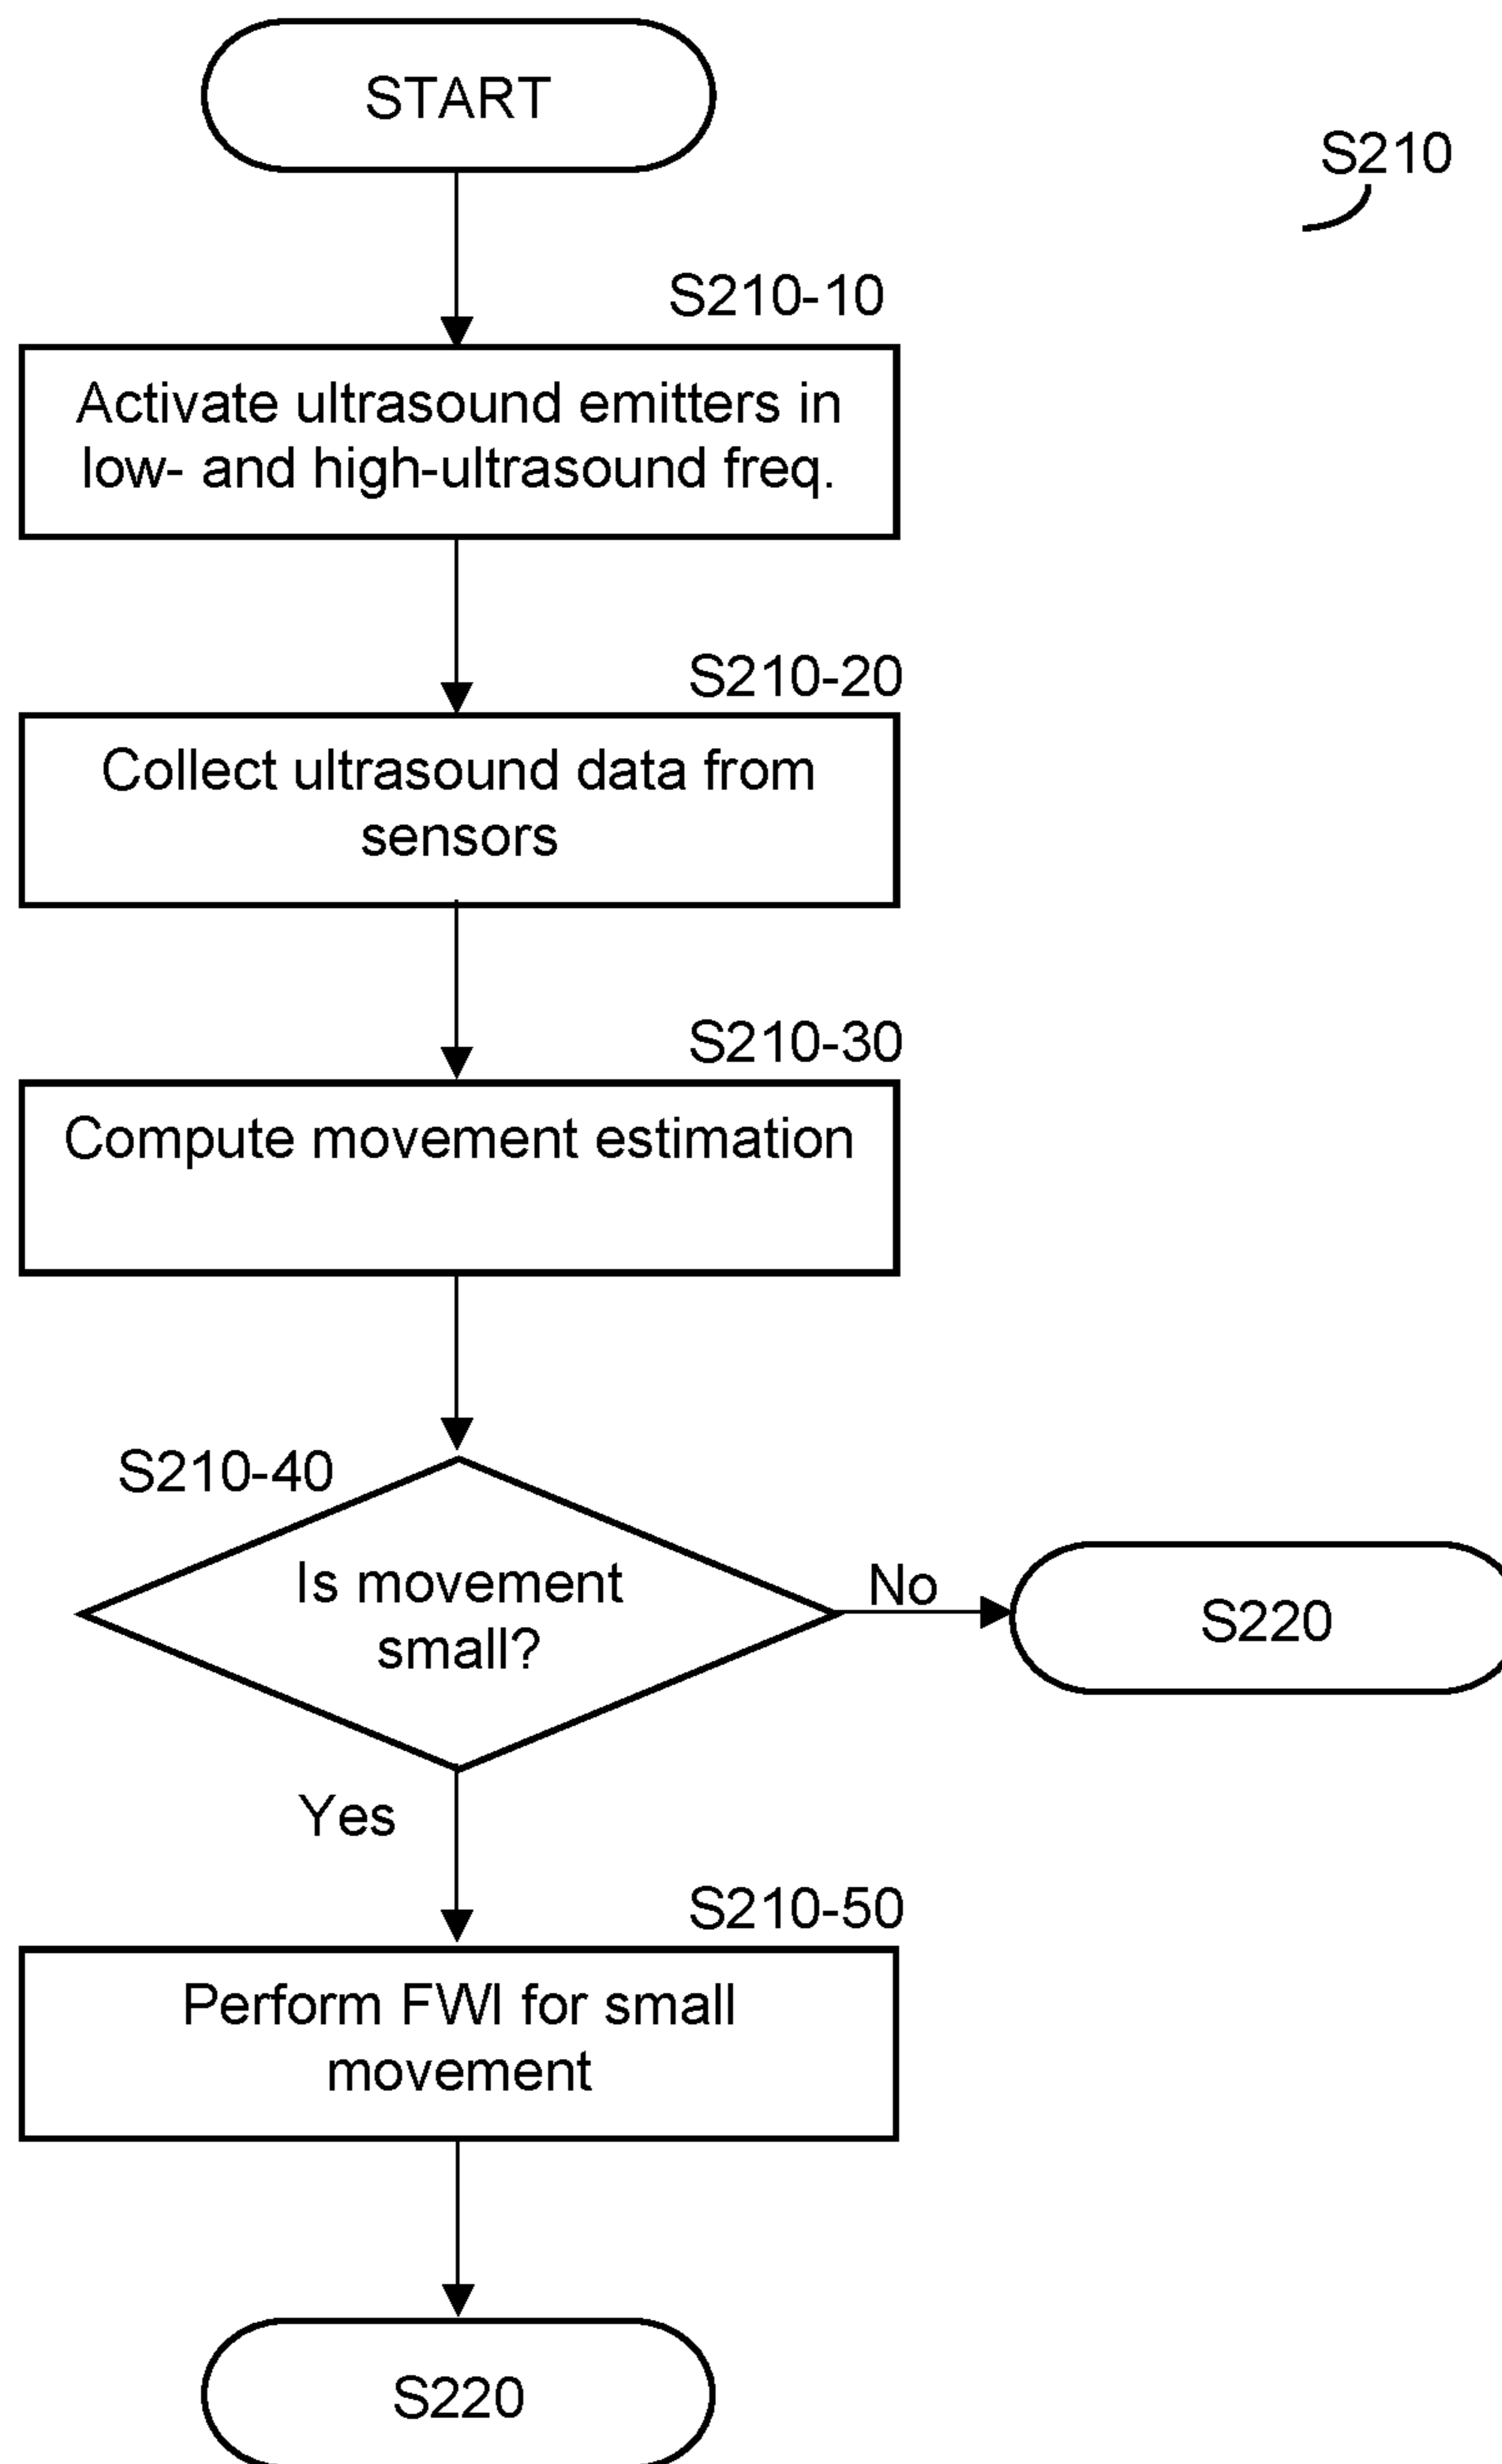 START
S210
S210-10
Activate ultrasound emitters in
low- and high-ultrasound freq.
S210-20
Collect ultrasound data from
sensors
S210-30
Compute movement estimation
S210-40
Is movement
small?
No
S220
Yes
S210-50
Perform FWI for small
movement
S220